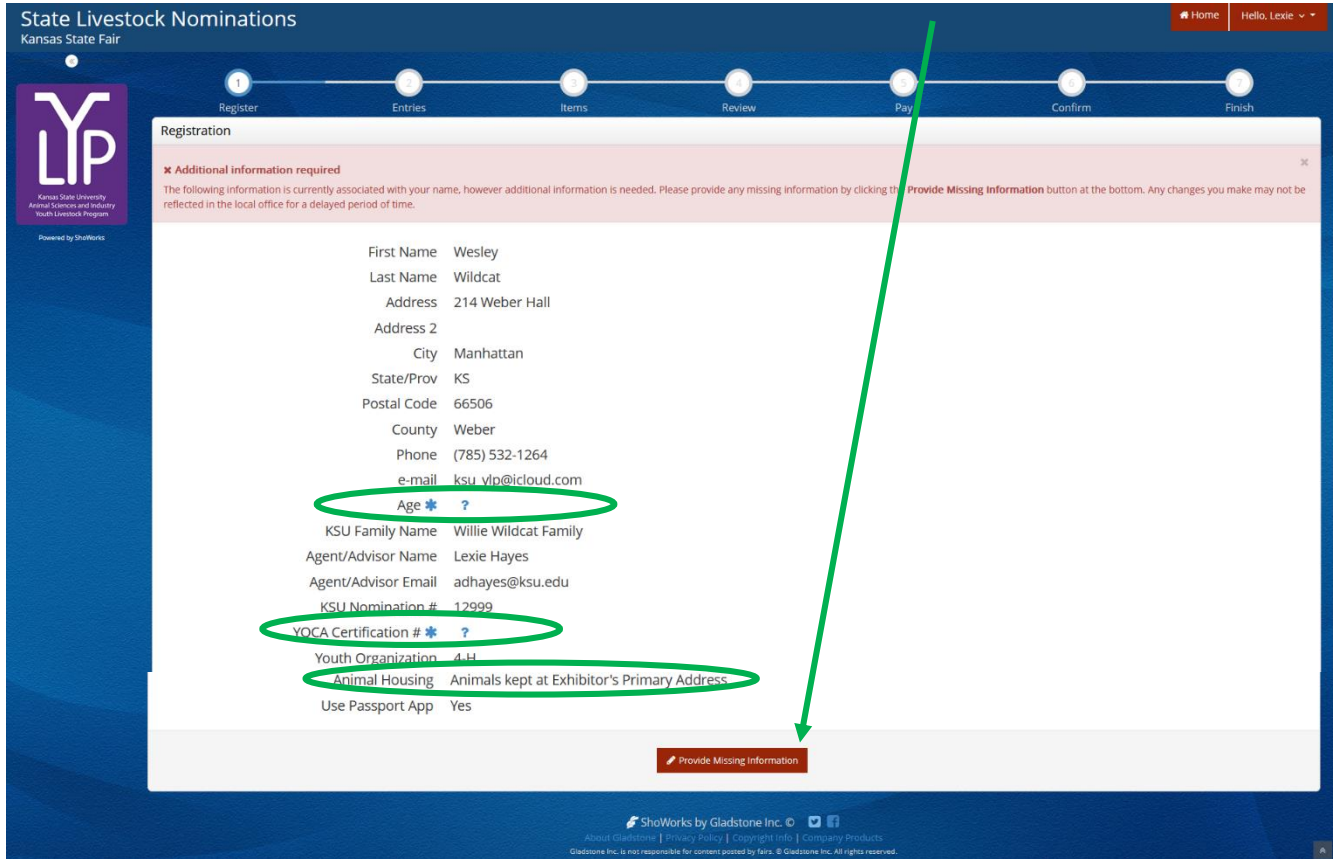 State Livestock Nominations
Kansas State Fair
Home
Hello, Lexie
1
2
3
4
5
6
7
Register
Entries
Items
Review
Pay
Confirm
Finish
YLP
Kansas State University
Animal Sciences and Industry
Youth Livestock Program
Powered by ShoWorks
Registration
✖ Additional information required
The following information is currently associated with your name, however additional information is needed. Please provide any missing information by clicking the Provide Missing Information button at the bottom. Any changes you make may not be
reflected in the local office for a delayed period of time.
First Name Wesley
Last Name Wildcat
Address 214 Weber Hall
Address 2
City Manhattan
State/Prov KS
Postal Code 66506
County Weber
Phone (785) 532-1264
e-mail ksu_ylp@icloud.com
Age ✱ ?
KSU Family Name Willie Wildcat Family
Agent/Advisor Name Lexie Hayes
Agent/Advisor Email adhayes@ksu.edu
KSU Nomination # 12999
YOCA Certification # ✱ ?
Youth Organization 4-H
Animal Housing Animals kept at Exhibitor's Primary Address
Use Passport App Yes
Provide Missing Information
ShoWorks by Gladstone Inc. ©
About Gladstone | Privacy Policy | Copyright Info | Company Products
Gladstone Inc. is not responsible for content posted by fairs. © Gladstone Inc. All rights reserved.